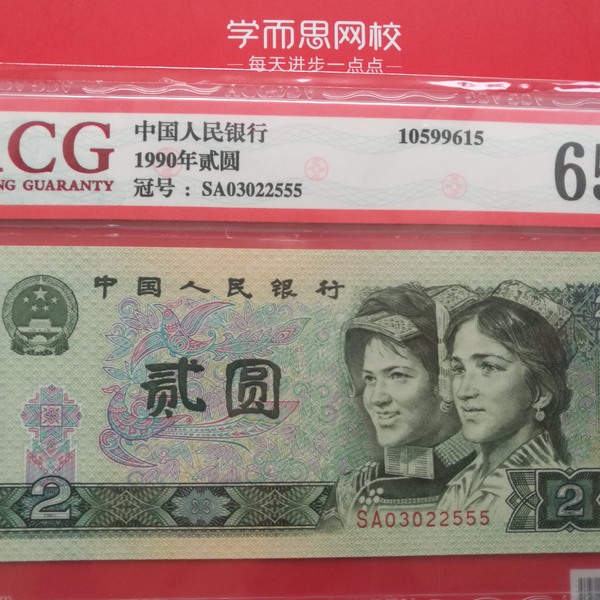 学而思网校
每天进步一点点
CG
中国人民银行
10599615
1990年贰圆
65
NG GUARANTY
冠号 : SA03022555
中国人民银行
贰圆
2
SA03022555
2